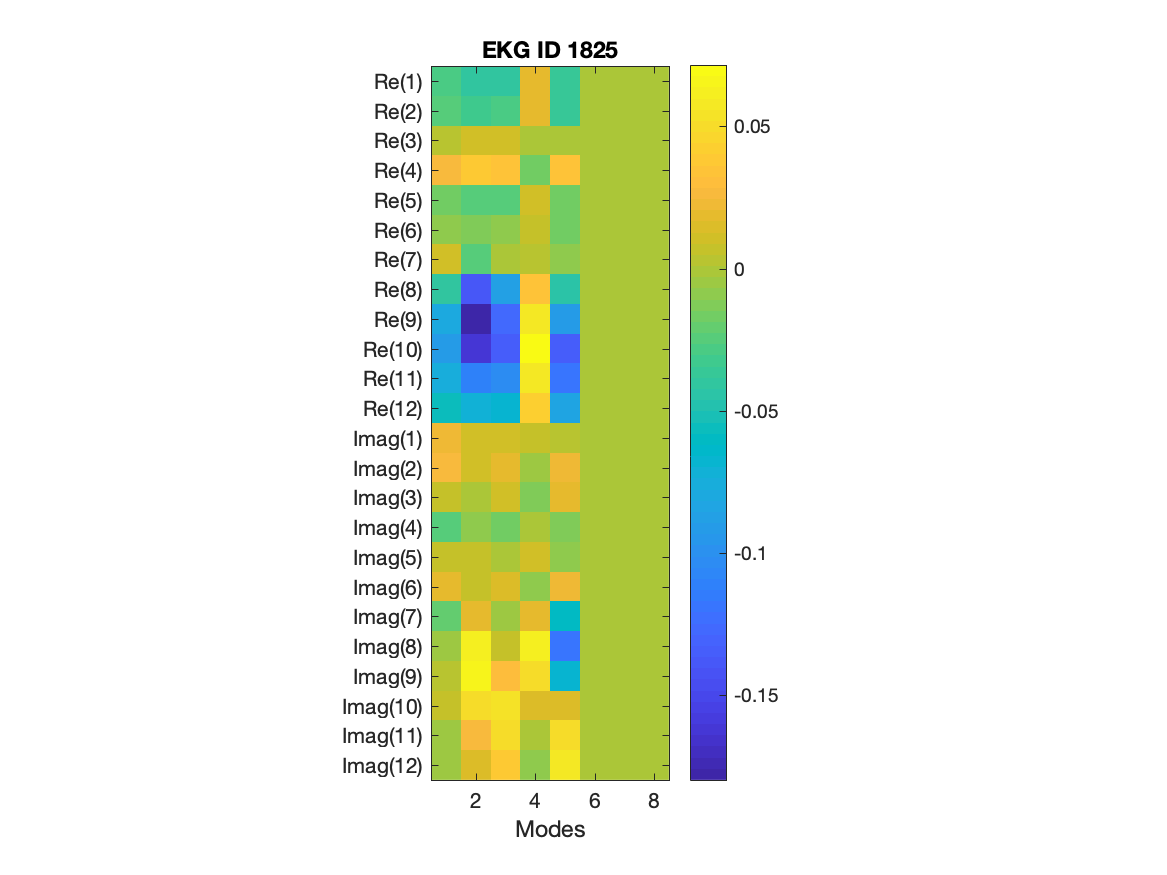 EKG ID 1825
Re(1)
Re(2)
Re(3)
Re(4)
Re(5)
Re(6)
Re(7)
Re(8)
Re(9)
Re(10)
Re(11)
Re(12)
Imag(1)
Imag(2)
Imag(3)
Imag(4)
Imag(5)
Imag(6)
Imag(7)
Imag(8)
Imag(9)
Imag(10)
Imag(11)
Imag(12)
2 4 6 8
Modes
0.05
0
-0.05
-0.1
-0.15